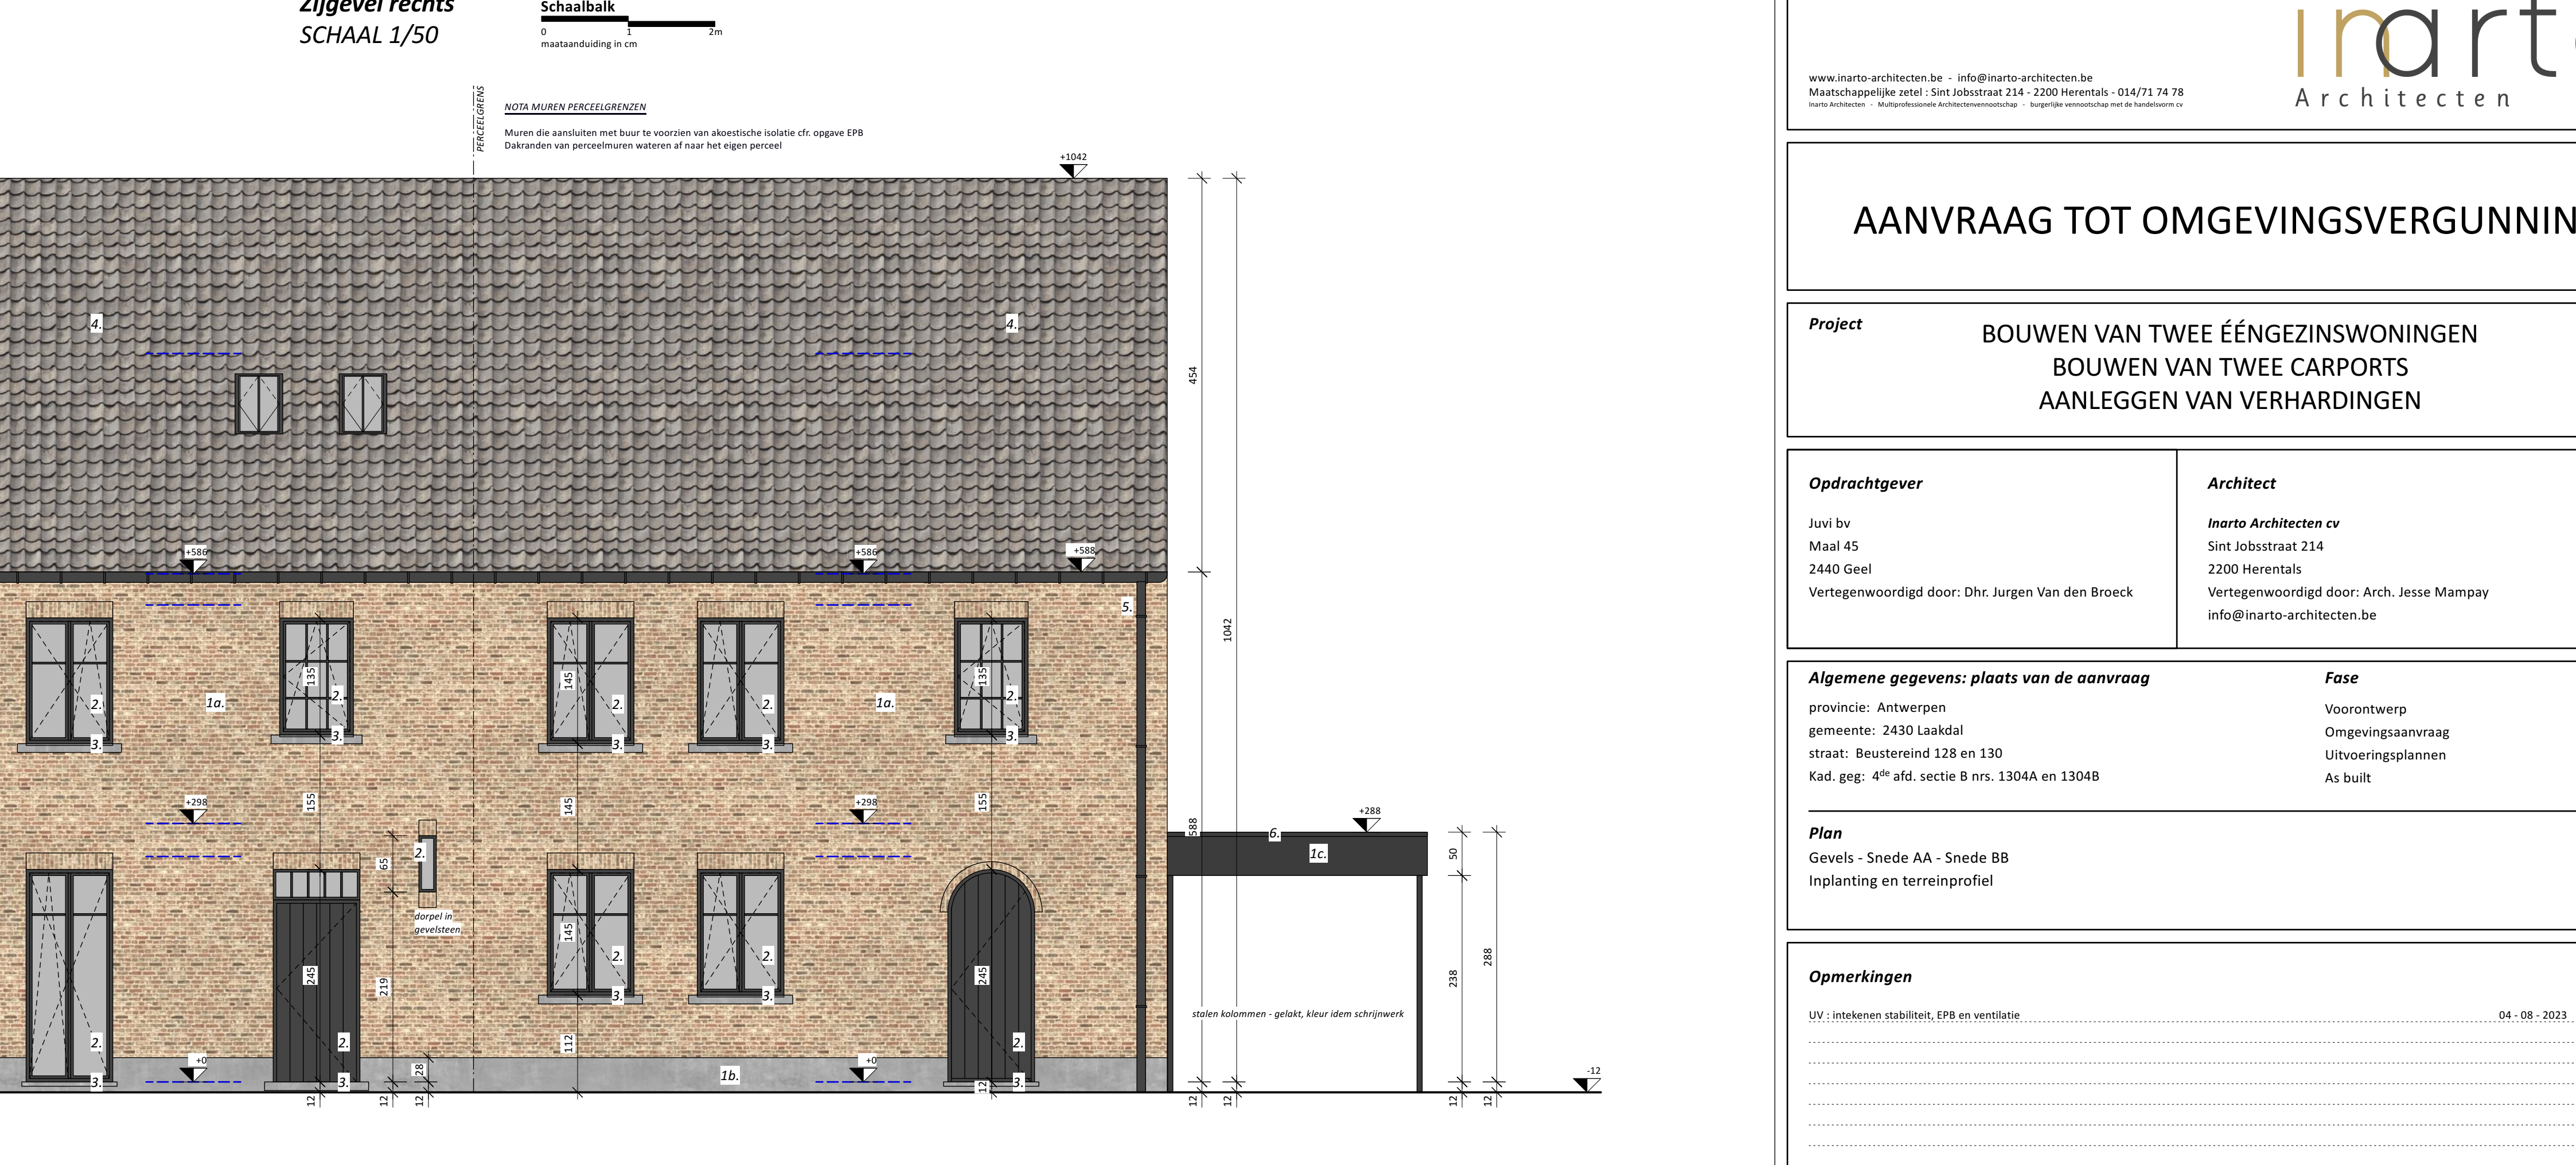 Zijgevel rechts
SCHAAL 1/50
Schaalbalk
0 1 2m
maataanduiding in cm
PERCEELGRENS
NOTA MUREN PERCEELGRENZEN
Muren die aansluiten met buur te voorzien van akoestische isolatie cfr. opgave EPB
Dakranden van perceelmuren wateren af naar het eigen perceel
+1042
4.
4.
454
+586
+586
+588
5.
1042
135
145
135
2.
2.
2.
2.
2.
1a.
1a.
3.
3.
3.
3.
3.
155
145
155
+298
+298
588
+288
6.
1c.
65
2.
50
dorpel in
gevelsteen
145
245
219
245
2.
2.
3.
3.
238
288
stalen kolommen - gelakt, kleur idem schrijnwerk
112
2.
2.
2.
+0
+0
28
1b.
3.
3.
3.
12
-12
12
12
12
12
12
12
12
www.inarto-architecten.be - info@inarto-architecten.be
Maatschappelijke zetel : Sint Jobsstraat 214 - 2200 Herentals - 014/71 74 78
Inarto Architecten - Multiprofessionele Architectenvennootschap - burgerlijke vennootschap met de handelsvorm cv
inart
Architecten
AANVRAAG TOT OMGEVINGSVERGUNNIN
Project
BOUWEN VAN TWEE ÉÉNGEZINSWONINGEN
BOUWEN VAN TWEE CARPORTS
AANLEGGEN VAN VERHARDINGEN
Opdrachtgever
Juvi bv
Maal 45
2440 Geel
Vertegenwoordigd door: Dhr. Jurgen Van den Broeck
Architect
Inarto Architecten cv
Sint Jobsstraat 214
2200 Herentals
Vertegenwoordigd door: Arch. Jesse Mampay
info@inarto-architecten.be
Algemene gegevens: plaats van de aanvraag
provincie: Antwerpen
gemeente: 2430 Laakdal
straat: Beustereind 128 en 130
Kad. geg: 4de afd. sectie B nrs. 1304A en 1304B
Fase
Voorontwerp
Omgevingsaanvraag
Uitvoeringsplannen
As built
Plan
Gevels - Snede AA - Snede BB
Inplanting en terreinprofiel
Opmerkingen
UV : intekenen stabiliteit, EPB en ventilatie 04 - 08 - 2023